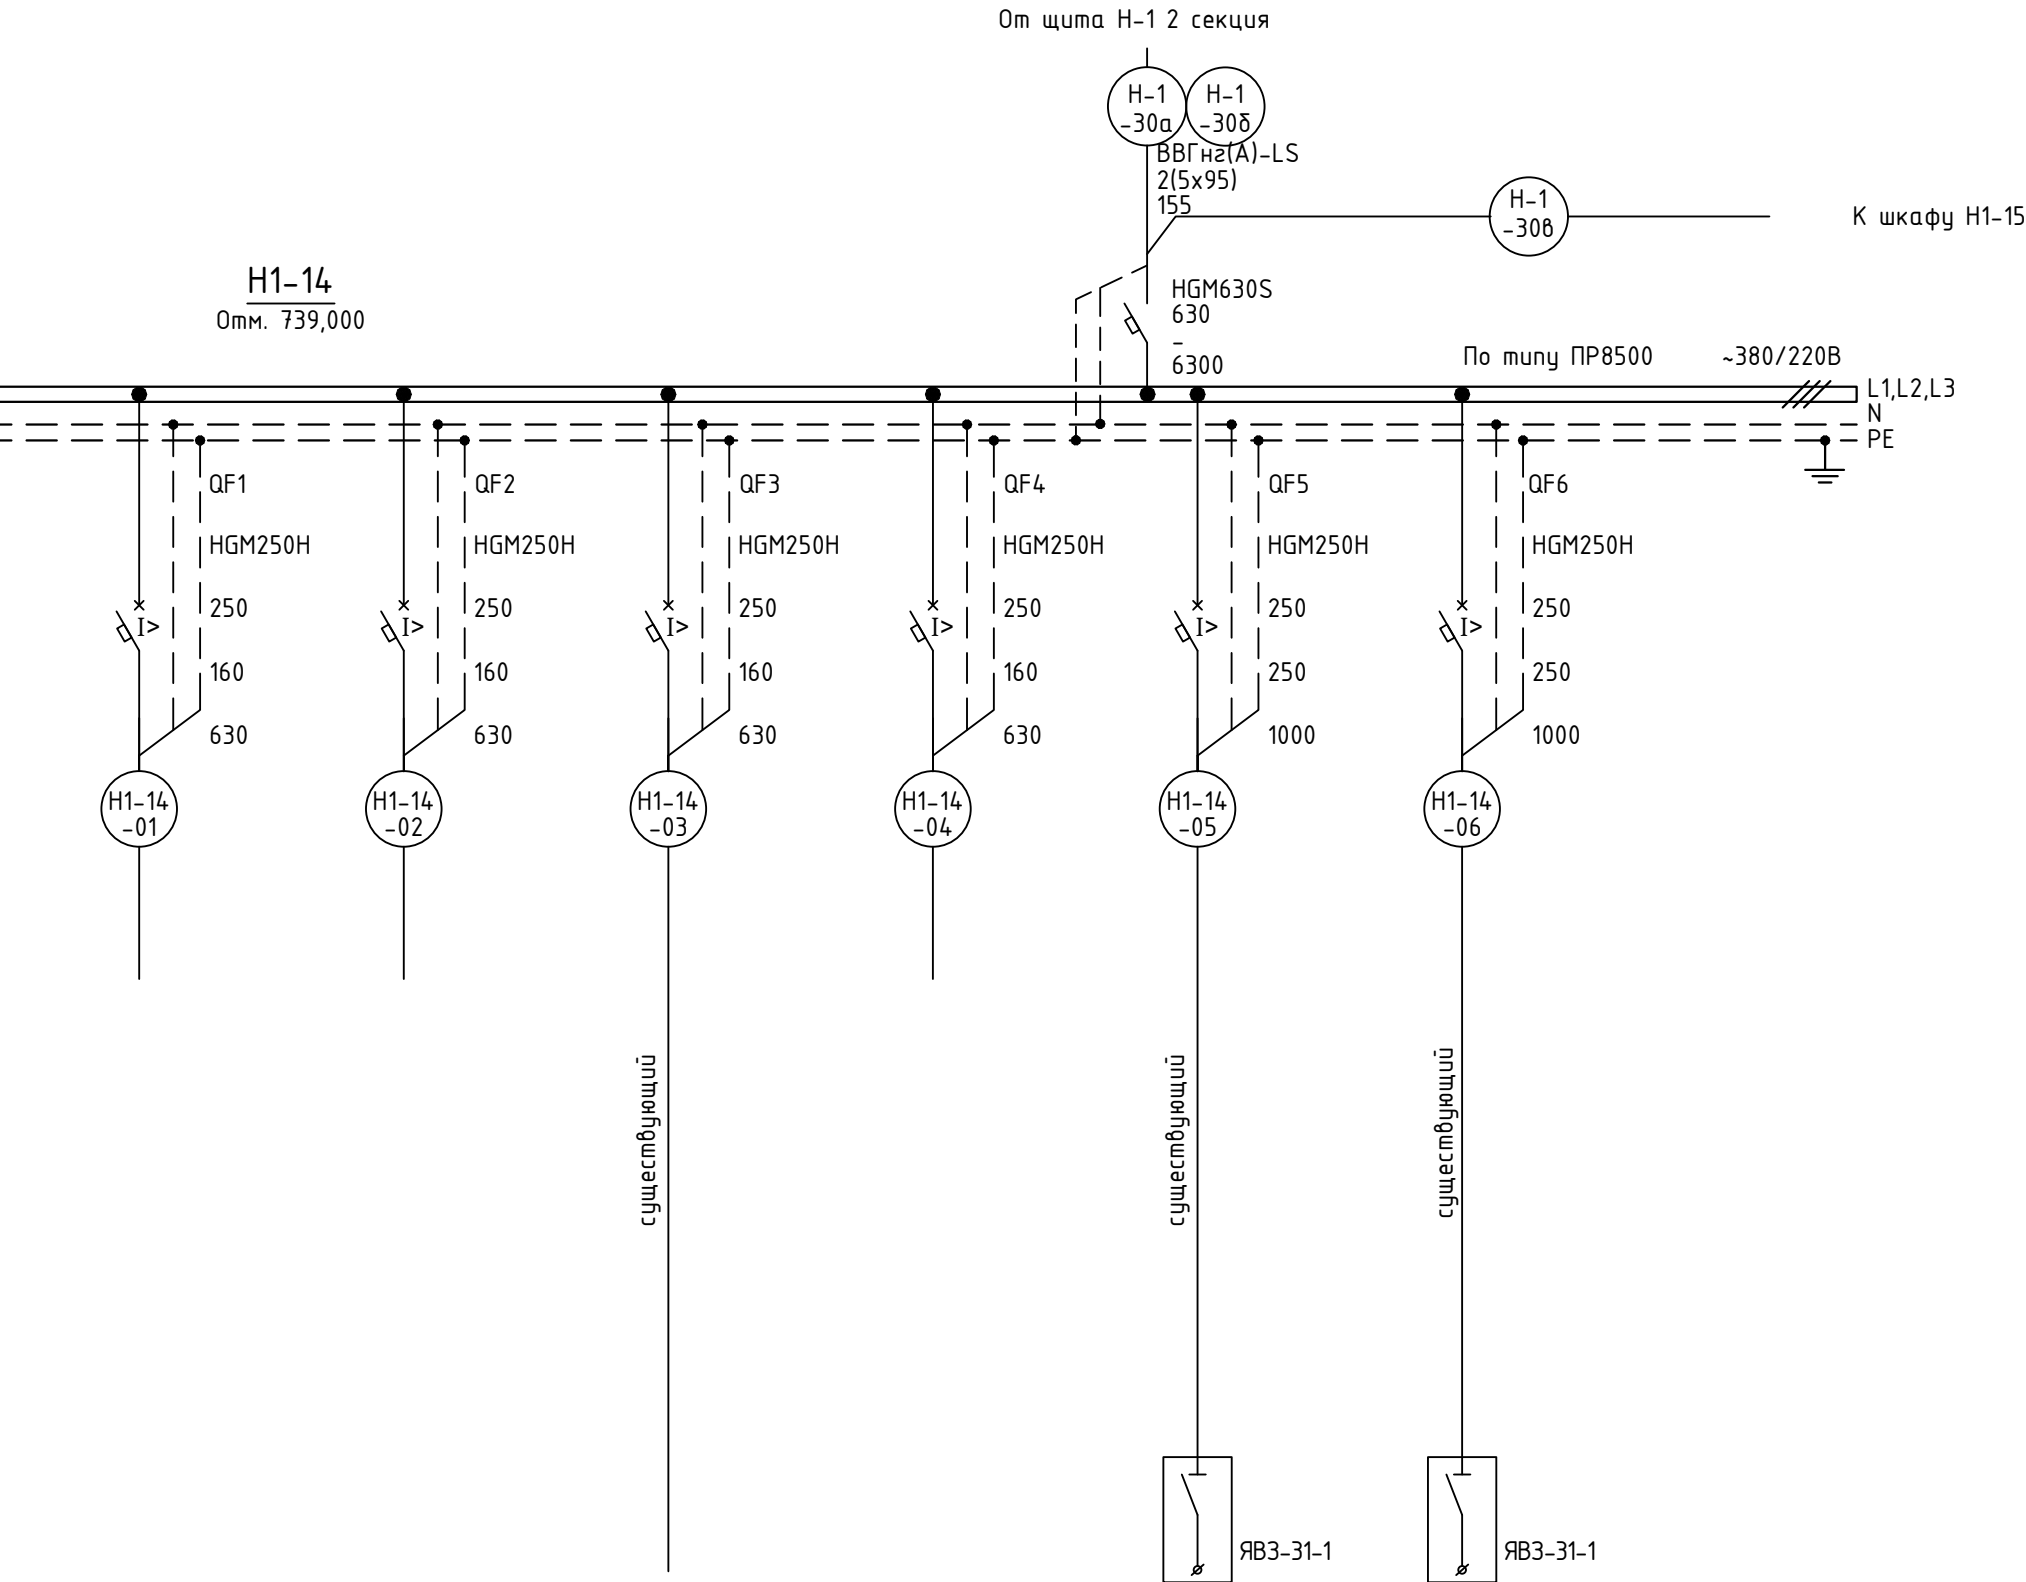 От щита Н-1 2 секция
Н-1
-30а
Н-1
-30б
ВВГнг(А)-LS
2(5х95)
155
Н-1
-30в
К шкафу Н1-15
Н1-14
Отм. 739,000
HGM630S
630
-
6300
По типу ПР8500
~380/220В
L1,L2,L3
N
PE
QF1
HGM250H
250
I>
160
630
Н1-14
-01
QF2
HGM250H
250
I>
160
630
Н1-14
-02
QF3
HGM250H
250
I>
160
630
Н1-14
-03
существующий
QF4
HGM250H
250
I>
160
630
Н1-14
-04
QF5
HGM250H
250
I>
250
1000
Н1-14
-05
существующий
ЯВЗ-31-1
QF6
HGM250H
250
I>
250
1000
Н1-14
-06
существующий
ЯВЗ-31-1